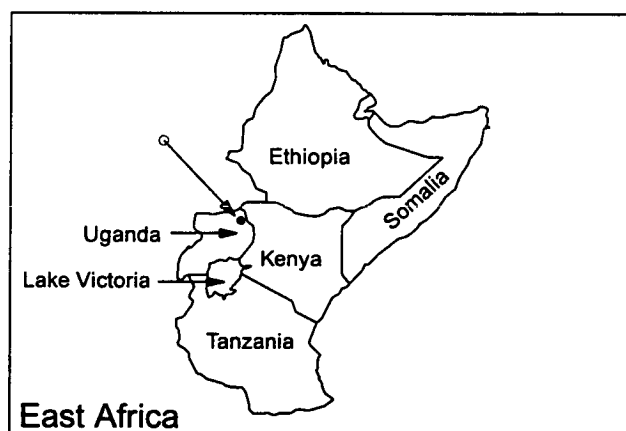 Ethiopia
Somalia
Uganda
Kenya
Lake Victoria
Tanzania
East Africa